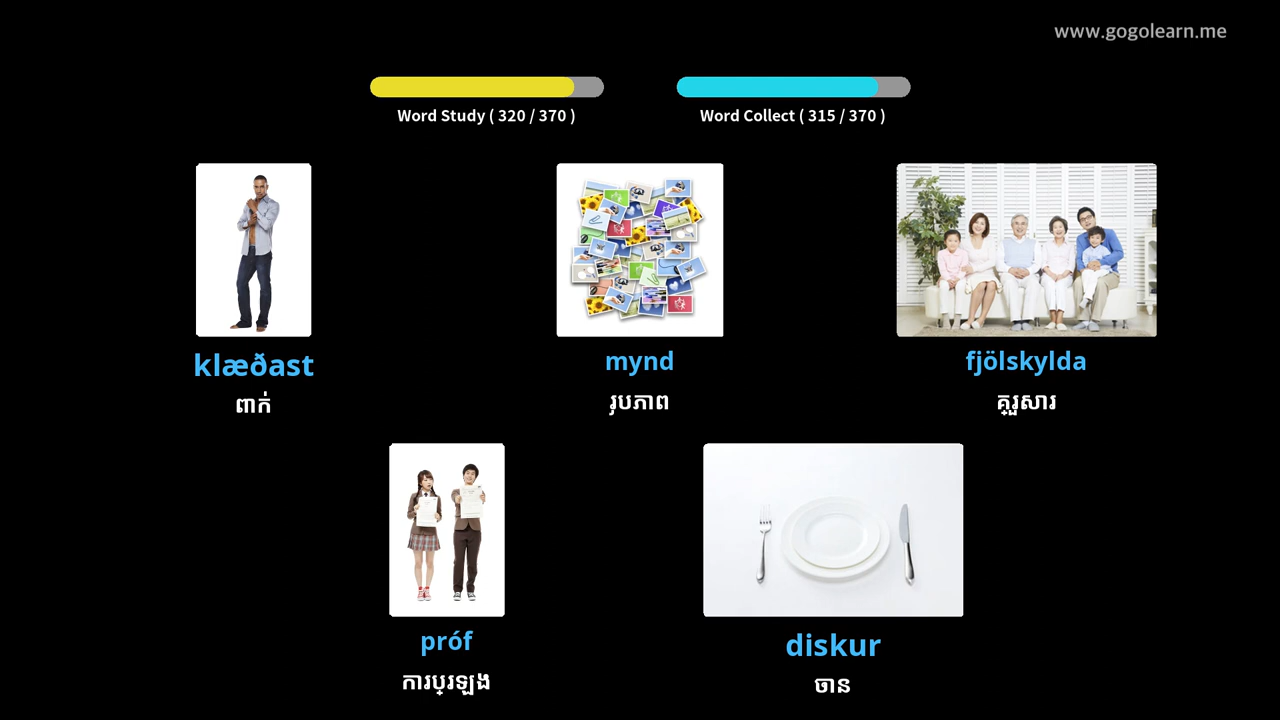 www.gogolearn.me
Word Study ( 320 / 370 )
Word Collect ( 315 / 370 )
klæðast
ពាក់
mynd
រូបភាព
fjölskylda
គ្រួសារ
próf
ការប្រឡង
diskur
ចាន